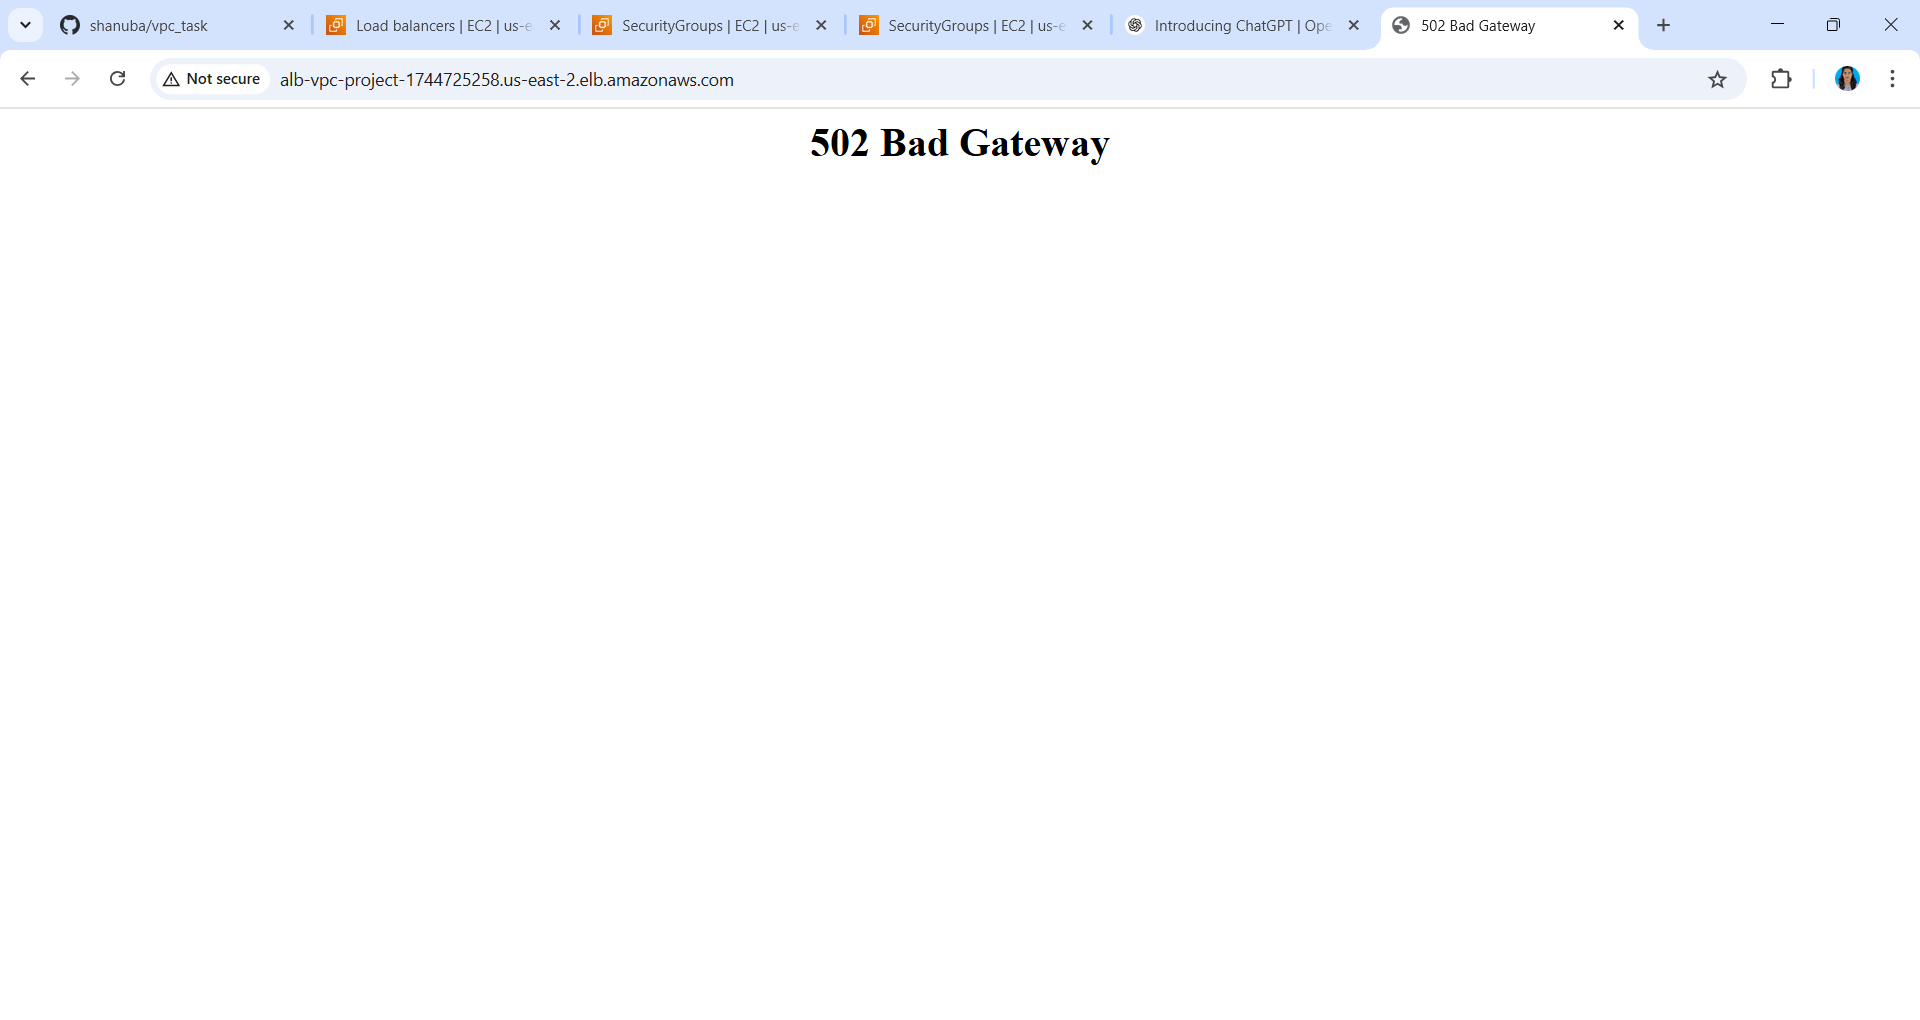 shanuba/vpc_task
Load balancers | EC2 | us-e
SecurityGroups | EC2 | us-e
SecurityGroups | EC2 | us-e
Introducing ChatGPT | Ope
502 Bad Gateway
Not secure
alb-vpc-project-1744725258.us-east-2.elb.amazonaws.com
502 Bad Gateway